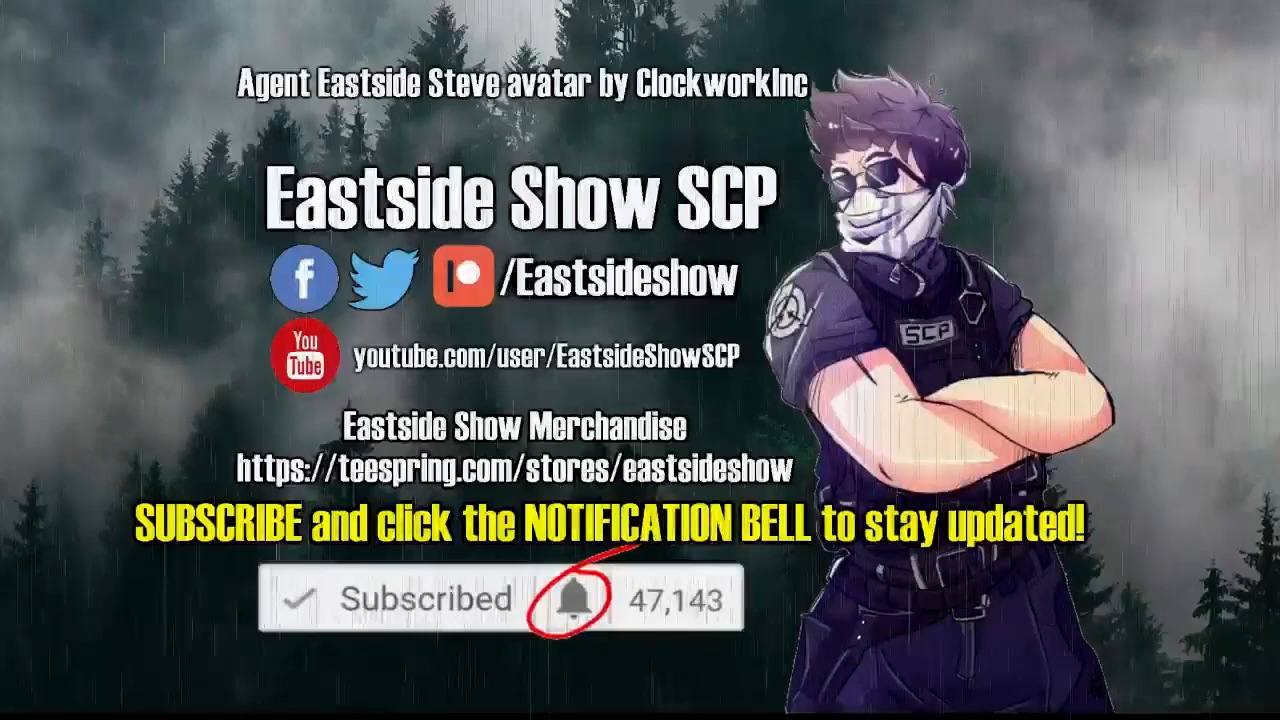 Agent Eastside Steve avatar by ClockworkInc
Eastside Show SCP
f /Eastsideshow
You Tube youtube.com/user/EastsideShowSCP
SCP
Eastside Show Merchandise
https://teespring.com/stores/eastsideshow
SUBSCRIBE and click the NOTIFICATION BELL to stay updated!
Subscribed 47,143